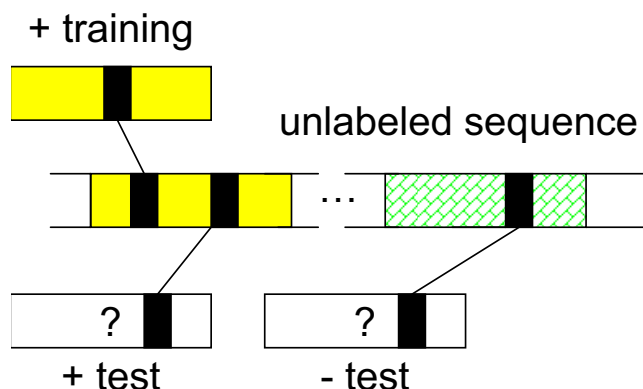 + training
unlabeled sequence
...
? ?
+ test - test